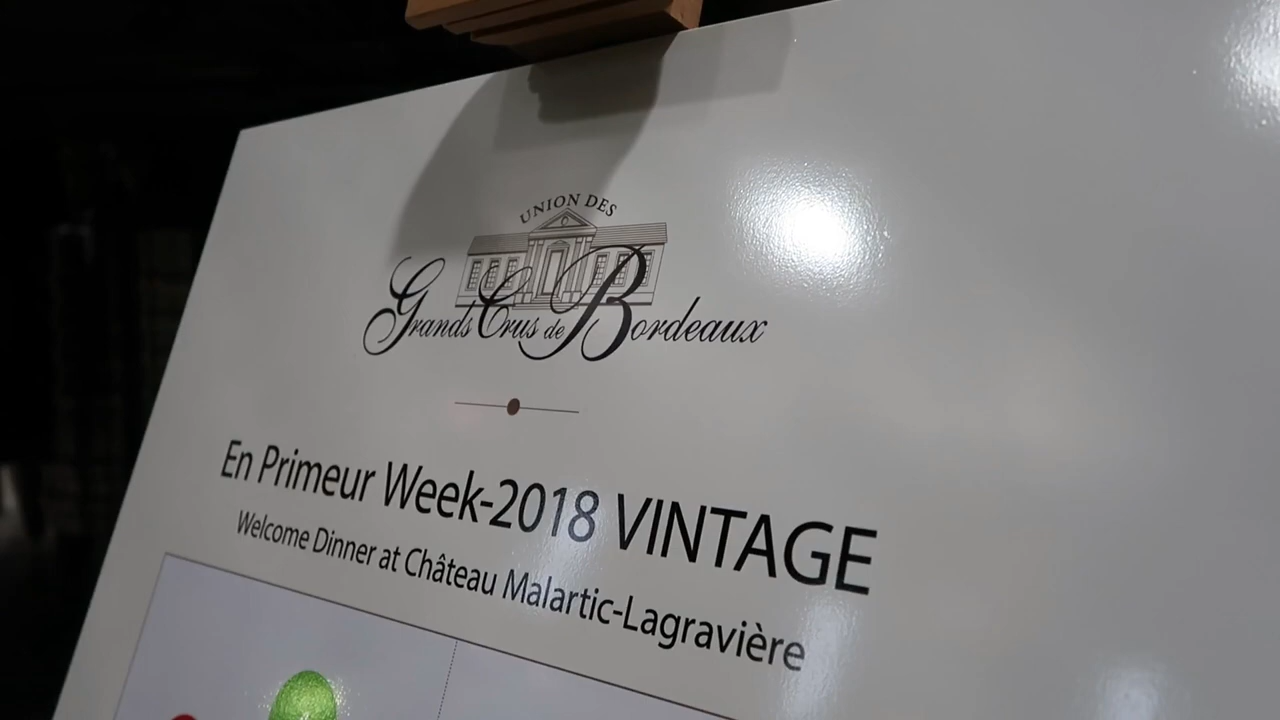 UNION DES
Grands Crus de Bordeaux
En Primeur Week-2018 VINTAGE
Welcome Dinner at Château Malartic-Lagravière